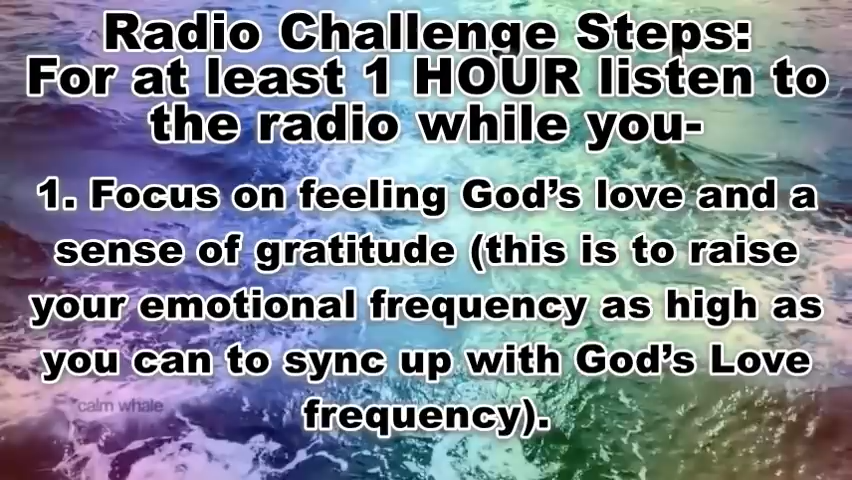 Radio Challenge Steps:
For at least 1 HOUR listen to
the radio while you-
1. Focus on feeling God’s love and a
sense of gratitude (this is to raise
your emotional frequency as high as
you can to sync up with God’s Love
frequency).
calm whale